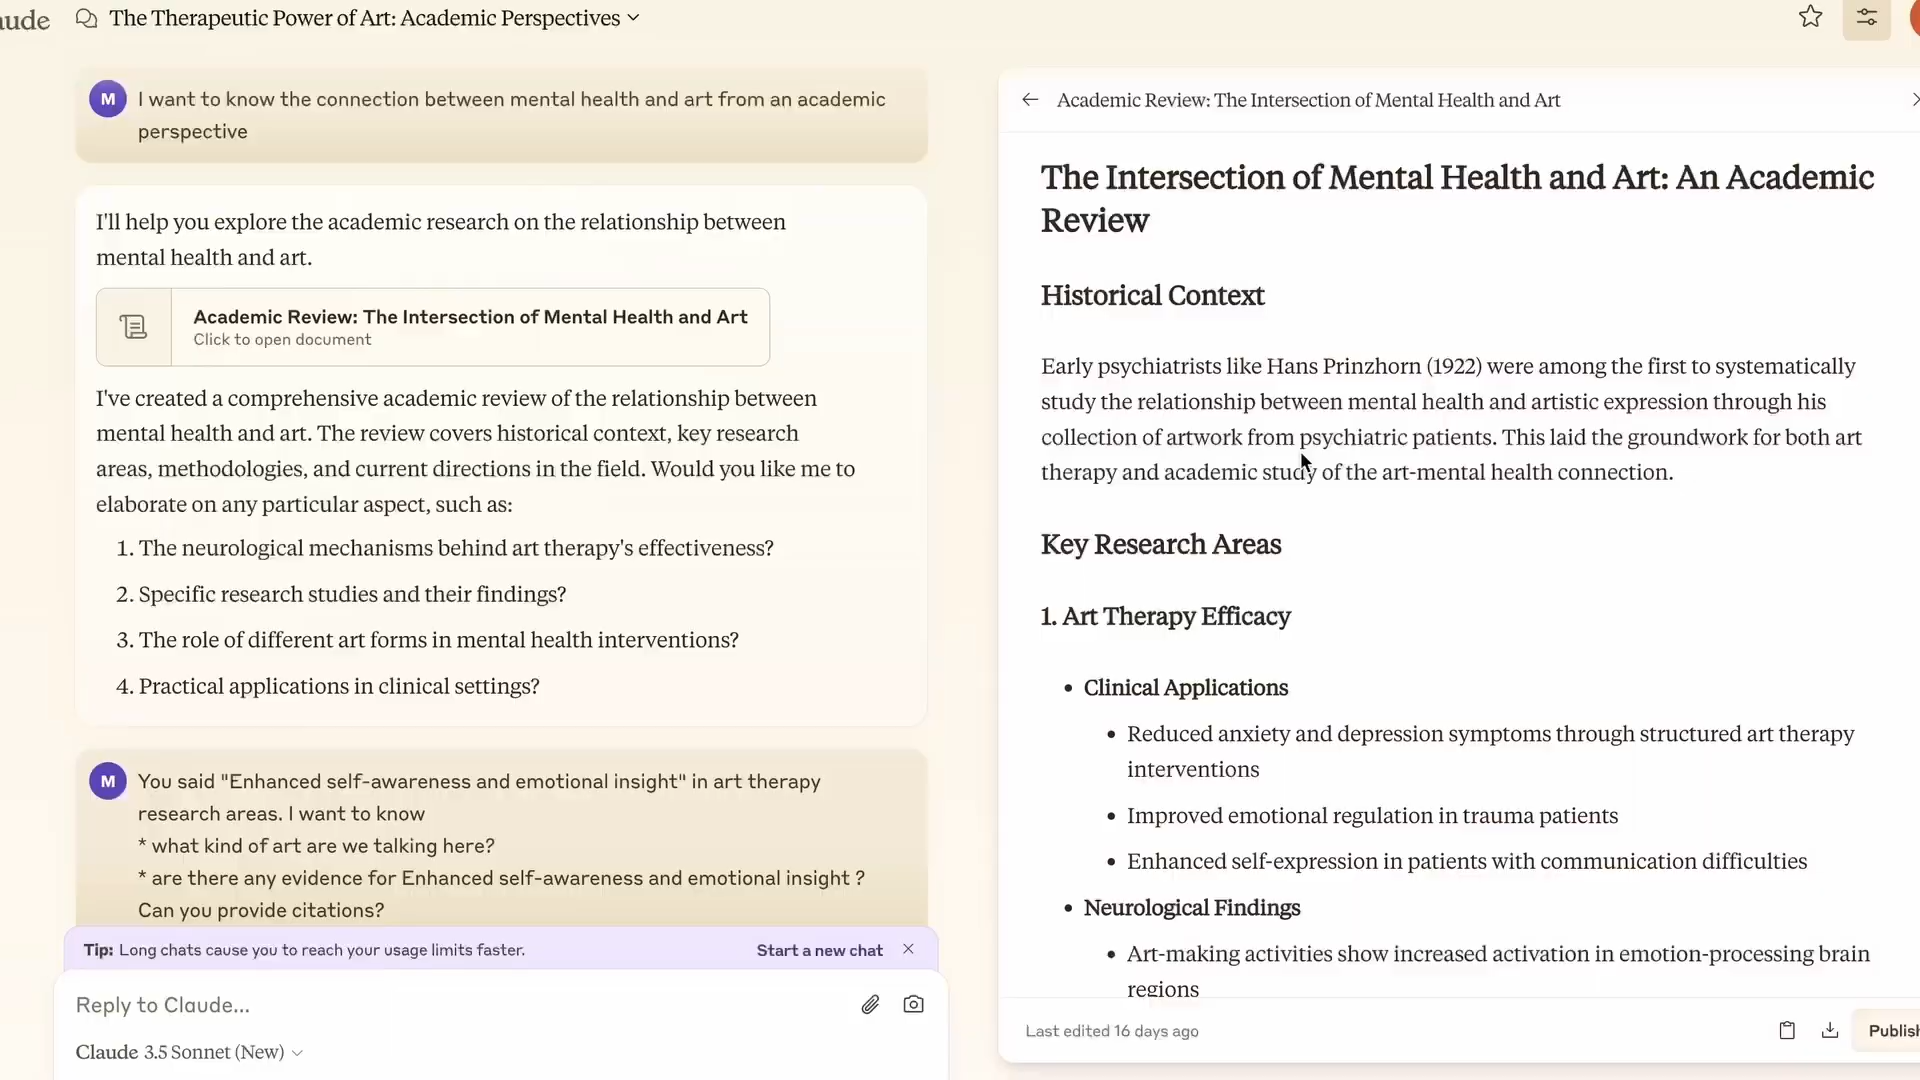 The Therapeutic Power of Art: Academic Perspectives
M
I want to know the connection between mental health and art from an academic
perspective
I'll help you explore the academic research on the relationship between
mental health and art.
Academic Review: The Intersection of Mental Health and Art
Click to open document
I've created a comprehensive academic review of the relationship between
mental health and art. The review covers historical context, key research
areas, methodologies, and current directions in the field. Would you like me to
elaborate on any particular aspect, such as:
1. The neurological mechanisms behind art therapy's effectiveness?
2. Specific research studies and their findings?
3. The role of different art forms in mental health interventions?
4. Practical applications in clinical settings?
M
You said "Enhanced self-awareness and emotional insight" in art therapy
research areas. I want to know
* what kind of art are we talking here?
* are there any evidence for Enhanced self-awareness and emotional insight ?
Can you provide citations?
Tip: Long chats cause you to reach your usage limits faster.
Start a new chat
Reply to Claude...
Claude 3.5 Sonnet (New)
Academic Review: The Intersection of Mental Health and Art
The Intersection of Mental Health and Art: An Academic
Review
Historical Context
Early psychiatrists like Hans Prinzhorn (1922) were among the first to systematically
study the relationship between mental health and artistic expression through his
collection of artwork from psychiatric patients. This laid the groundwork for both art
therapy and academic study of the art-mental health connection.
Key Research Areas
1. Art Therapy Efficacy
• Clinical Applications
• Reduced anxiety and depression symptoms through structured art therapy
interventions
• Improved emotional regulation in trauma patients
• Enhanced self-expression in patients with communication difficulties
• Neurological Findings
• Art-making activities show increased activation in emotion-processing brain
regions
Last edited 16 days ago